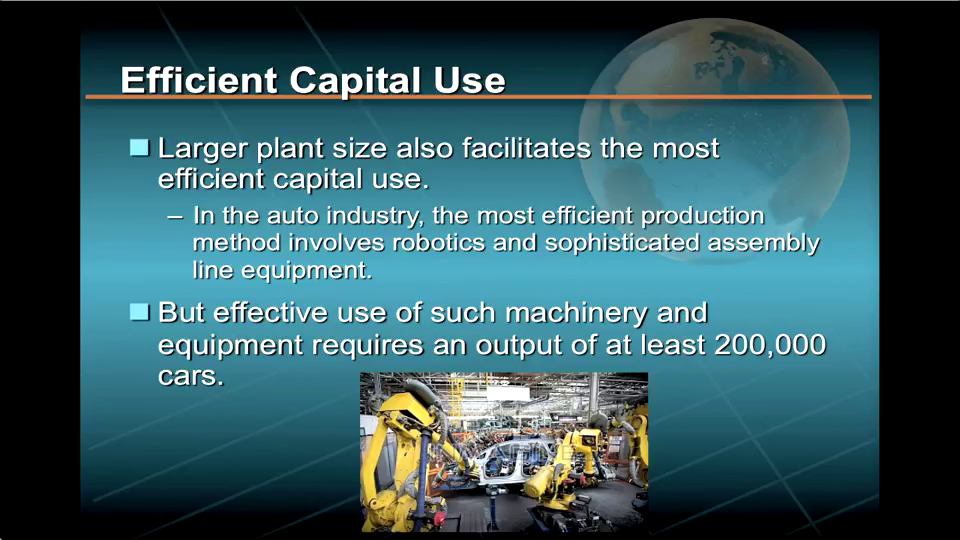 Efficient Capital Use
Larger plant size also facilitates the most
efficient capital use.
– In the auto industry, the most efficient production
method involves robotics and sophisticated assembly
line equipment.
But effective use of such machinery and
equipment requires an output of at least 200,000
cars.